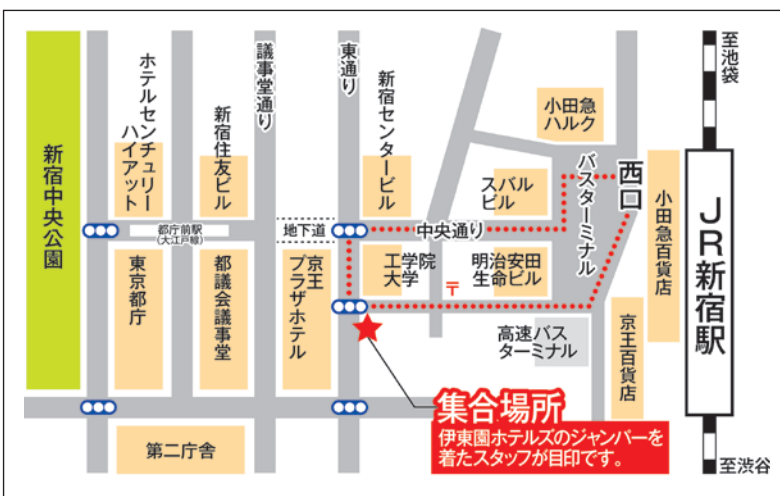 至池袋
JR新宿駅
至渋谷
小田急百貨店
京王百貨店
西口
バスターミナル
小田急
ハルク
スバル
ビル
中央通り
明治安田
生命ビル
工学院
大学
〒
高速バス
ターミナル
新宿センタービル
東通り
議事堂通り
地下道
京王
プラザホテル
新宿住友ビル
ホテルセンチュリー
ハイアット
都庁前駅
(大江戸線)
都議会議事堂
東京都庁
新宿中央公園
第二庁舎
集合場所
伊東園ホテルズのジャンパーを
着たスタッフが目印です。